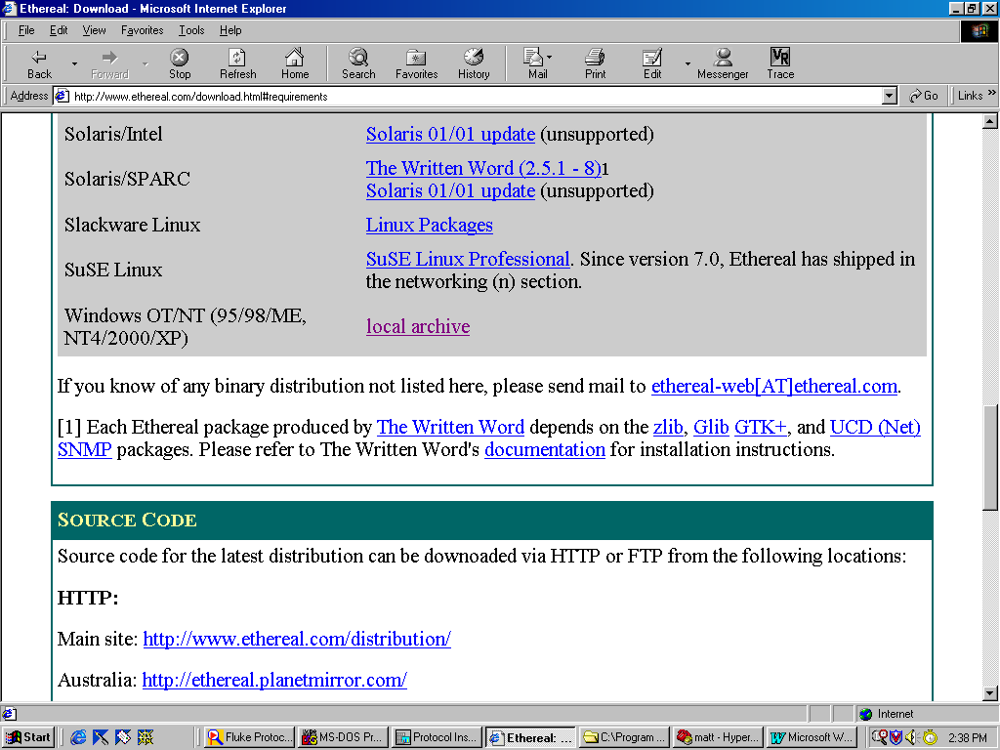 Ethereal: Download - Microsoft Internet Explorer
File Edit View Favorites Tools Help
Back Forward Stop Refresh Home Search Favorites History Mail Print Edit Messenger Trace
Address http://www.ethereal.com/download.html#requirements Go Links »
Solaris/Intel Solaris 01/01 update (unsupported)
Solaris/SPARC The Written Word (2.5.1 - 8)1
Solaris 01/01 update (unsupported)
Slackware Linux Linux Packages
SuSE Linux SuSE Linux Professional. Since version 7.0, Ethereal has shipped in
the networking (n) section.
Windows OT/NT (95/98/ME,
NT4/2000/XP) local archive
If you know of any binary distribution not listed here, please send mail to ethereal-web[AT]ethereal.com.
[1] Each Ethereal package produced by The Written Word depends on the zlib, Glib GTK+, and UCD (Net)
SNMP packages. Please refer to The Written Word's documentation for installation instructions.
SOURCE CODE
Source code for the latest distribution can be downoaded via HTTP or FTP from the following locations:
HTTP:
Main site: http://www.ethereal.com/distribution/
Australia: http://ethereal.planetmirror.com/
Internet
Start Fluke Protoc... MS-DOS Pr... Protocol Ins... Ethereal: ... C:\Program ... matt - Hyper... Microsoft W... 2:38 PM